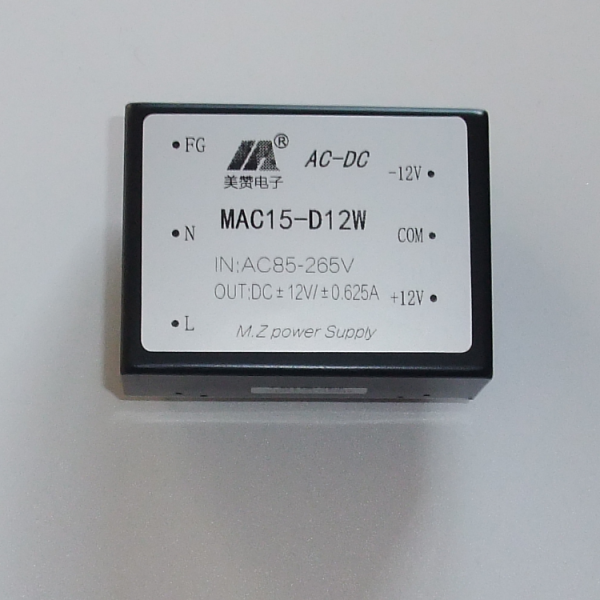 •FG
® AC-DC
美赞电子
-12V•
MAC15-D12W
•N
COM•
IN:AC85-265V
OUT:DC±12V/±0.625A
+12V•
•L
M.Z power Supply